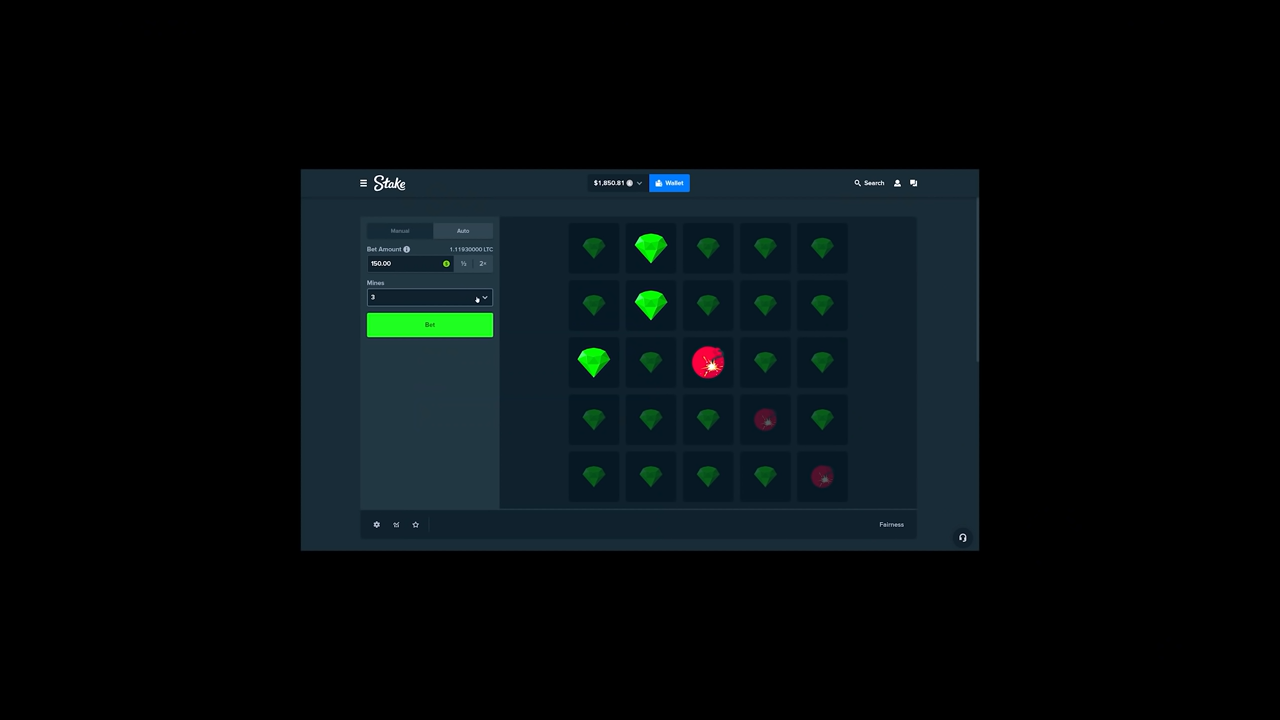 Stake
$1,850.81
Wallet
Search
Manual
Auto
Bet Amount
1.11930000 LTC
150.00
½
2×
Mines
3
Bet
Fairness